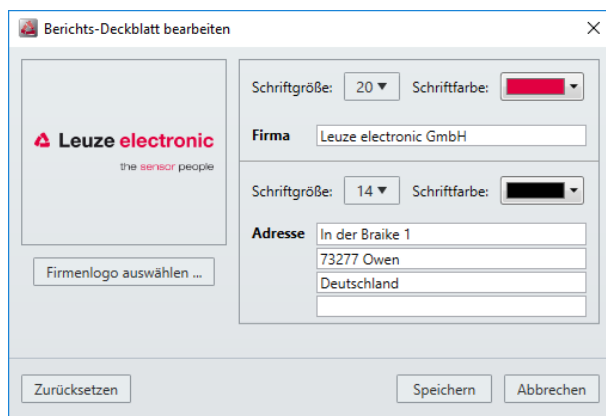 Berichts-Deckblatt bearbeiten
Leuze electronic
the sensor people
Firmenlogo auswählen ...
Schriftgröße: 20 Schriftfarbe:
Firma Leuze electronic GmbH
Schriftgröße: 14 Schriftfarbe:
Adresse In der Braike 1
73277 Owen
Deutschland
Zurücksetzen Speichern Abbrechen